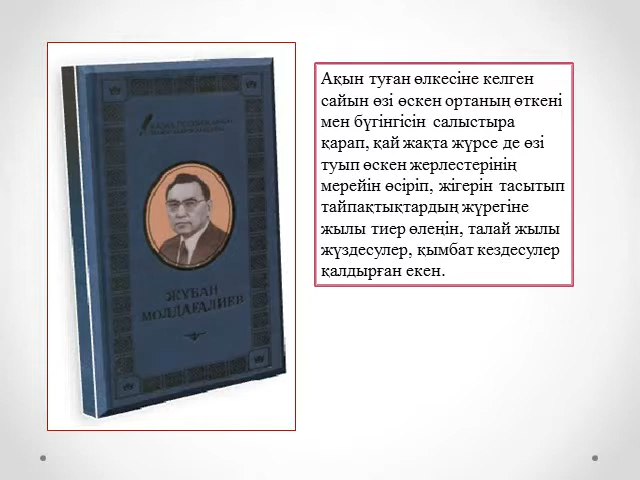 ЖҰБАН
МОЛДАҒАЛИЕВ
Ақын туған өлкесіне келген
сайын өзі өскен ортаның өткені
мен бүгінгісін салыстыра
қарап, қай жақта жүрсе де өзі
туып өскен жерлестерінің
мерейін өсіріп, жігерін тасытып
тайпақтықтардың жүрегіне
жылы тиер өлеңін, талай жылы
жүздесулер, қымбат кездесулер
қалдырған екен.